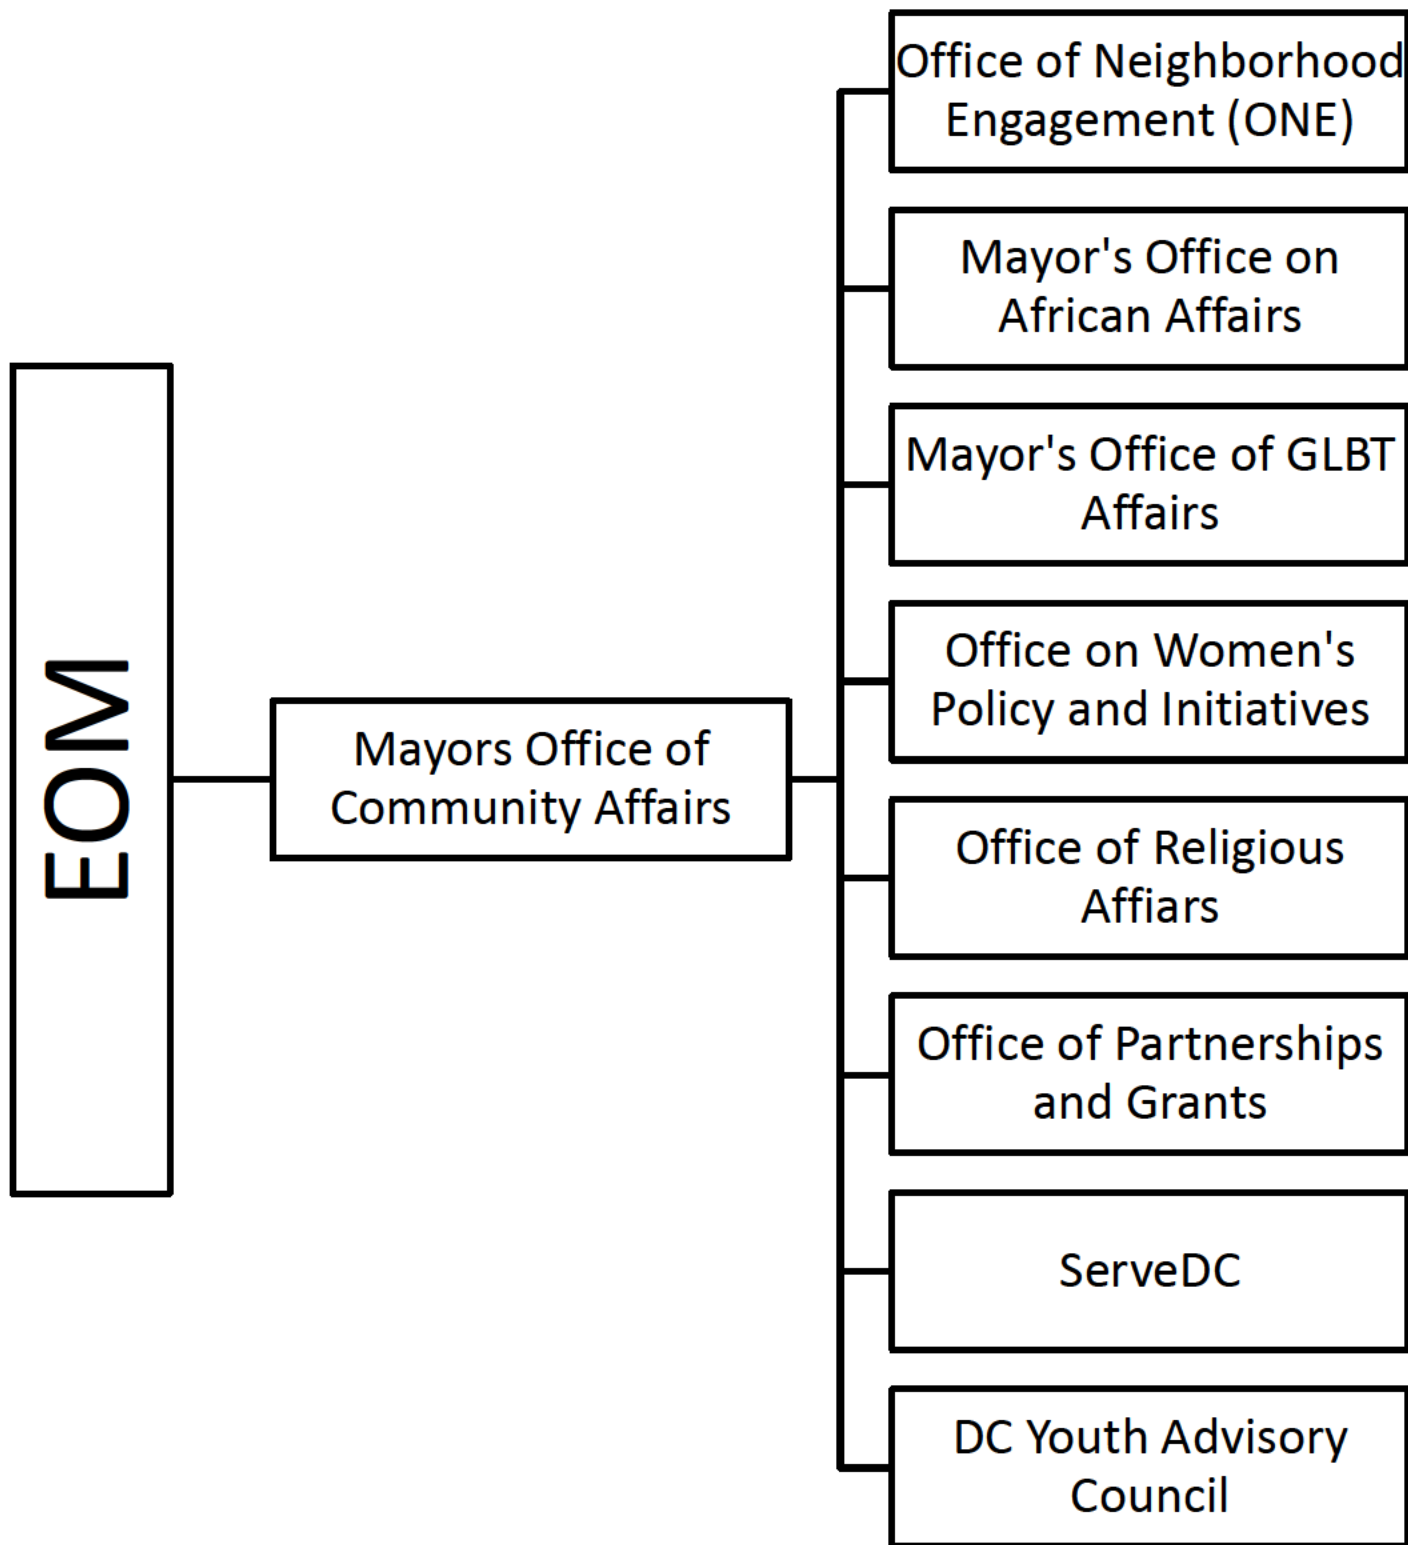 EOM
Mayors Office of
Community Affairs
Office of Neighborhood
Engagement (ONE)
Mayor's Office on
African Affairs
Mayor's Office of GLBT
Affairs
Office on Women's
Policy and Initiatives
Office of Religious
Affiars
Office of Partnerships
and Grants
ServeDC
DC Youth Advisory
Council